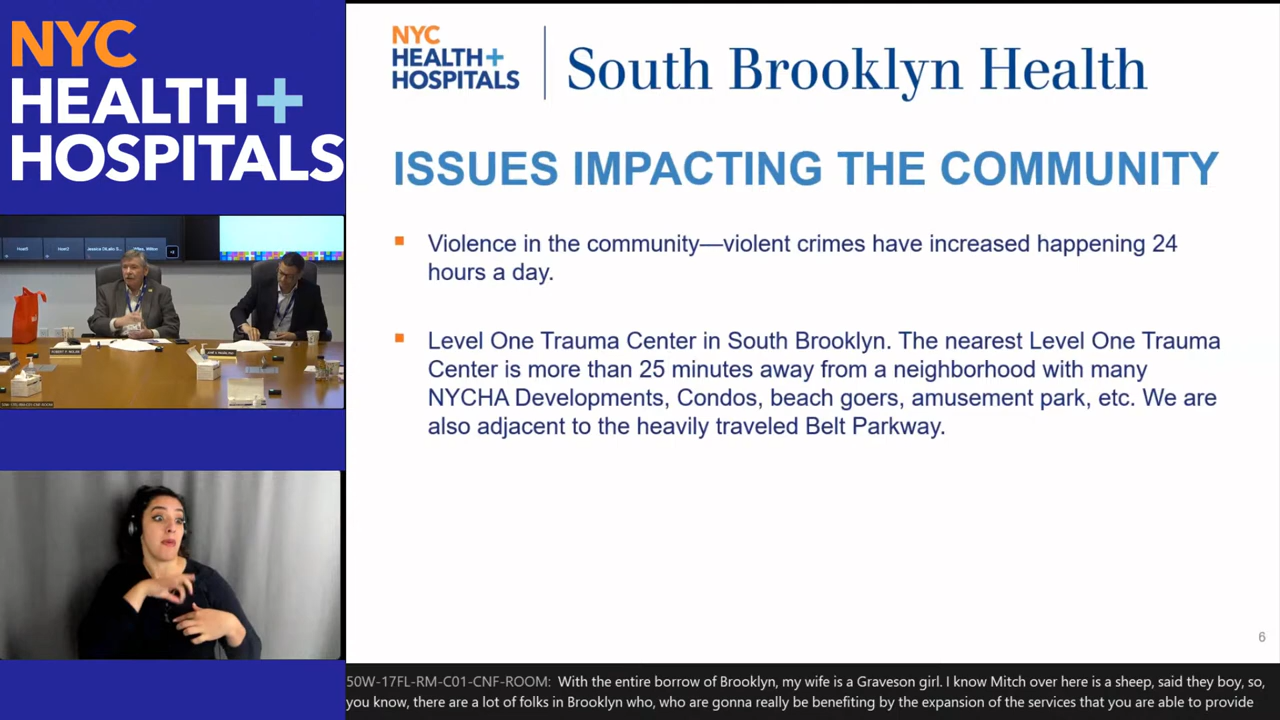 NYC
HEALTH+
HOSPITALS
NYC
HEALTH+
HOSPITALS
South Brooklyn Health
ISSUES IMPACTING THE COMMUNITY
Violence in the community—violent crimes have increased happening 24
hours a day.
Level One Trauma Center in South Brooklyn. The nearest Level One Trauma
Center is more than 25 minutes away from a neighborhood with many
NYCHA Developments, Condos, beach goers, amusement park, etc. We are
also adjacent to the heavily traveled Belt Parkway.
6
50W-17FL-RM-C01-CNF-ROOM: With the entire borrow of Brooklyn, my wife is a Graveson girl. I know Mitch over here is a sheep, said they boy, so,
you know, there are a lot of folks in Brooklyn who, who are gonna really be benefiting by the expansion of the services that you are able to provide